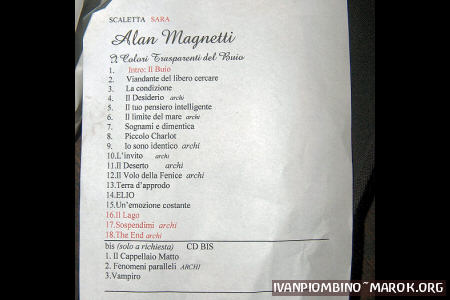 SCALETTA SARA
Alan Magnetti
I Colori Trasparenti del Buio
1. Intro: Il Buio
2. Viandante del libero cercare
3. La condizione
4. Il Desiderio archi
5. Il tuo pensiero intelligente
6. Il limite del mare archi
7. Sognami e dimentica
8. Piccolo Charlot
9. Io sono identico archi
10.L'invito archi
11.Il Deserto archi
12.Il Volo della Fenice archi
13.Terra d'approdo
14.ELIO
15.Un'emozione costante
16.Il Lago
17.Sospendimi archi
18.The End archi
bis (solo a richiesta) CD BIS
1. Il Cappellaio Matto
2. Fenomeni paralleli ARCHI
3.Vampiro
IVANPIOMBINO~MAROK.ORG